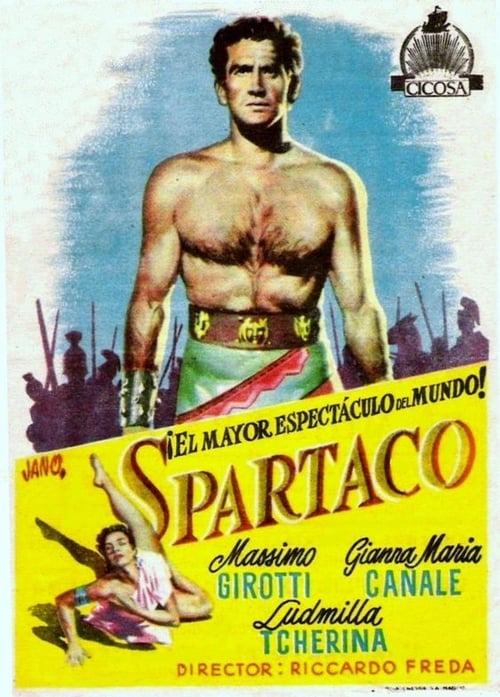 CICOSA
¡EL MAYOR ESPECTÁCULO DEL MUNDO!
JANO.
SPARTACO
Massimo
GIROTTI
Gianna Maria
CANALE
Ludmilla
TCHERINA
DIRECTOR: RICCARDO FREDA